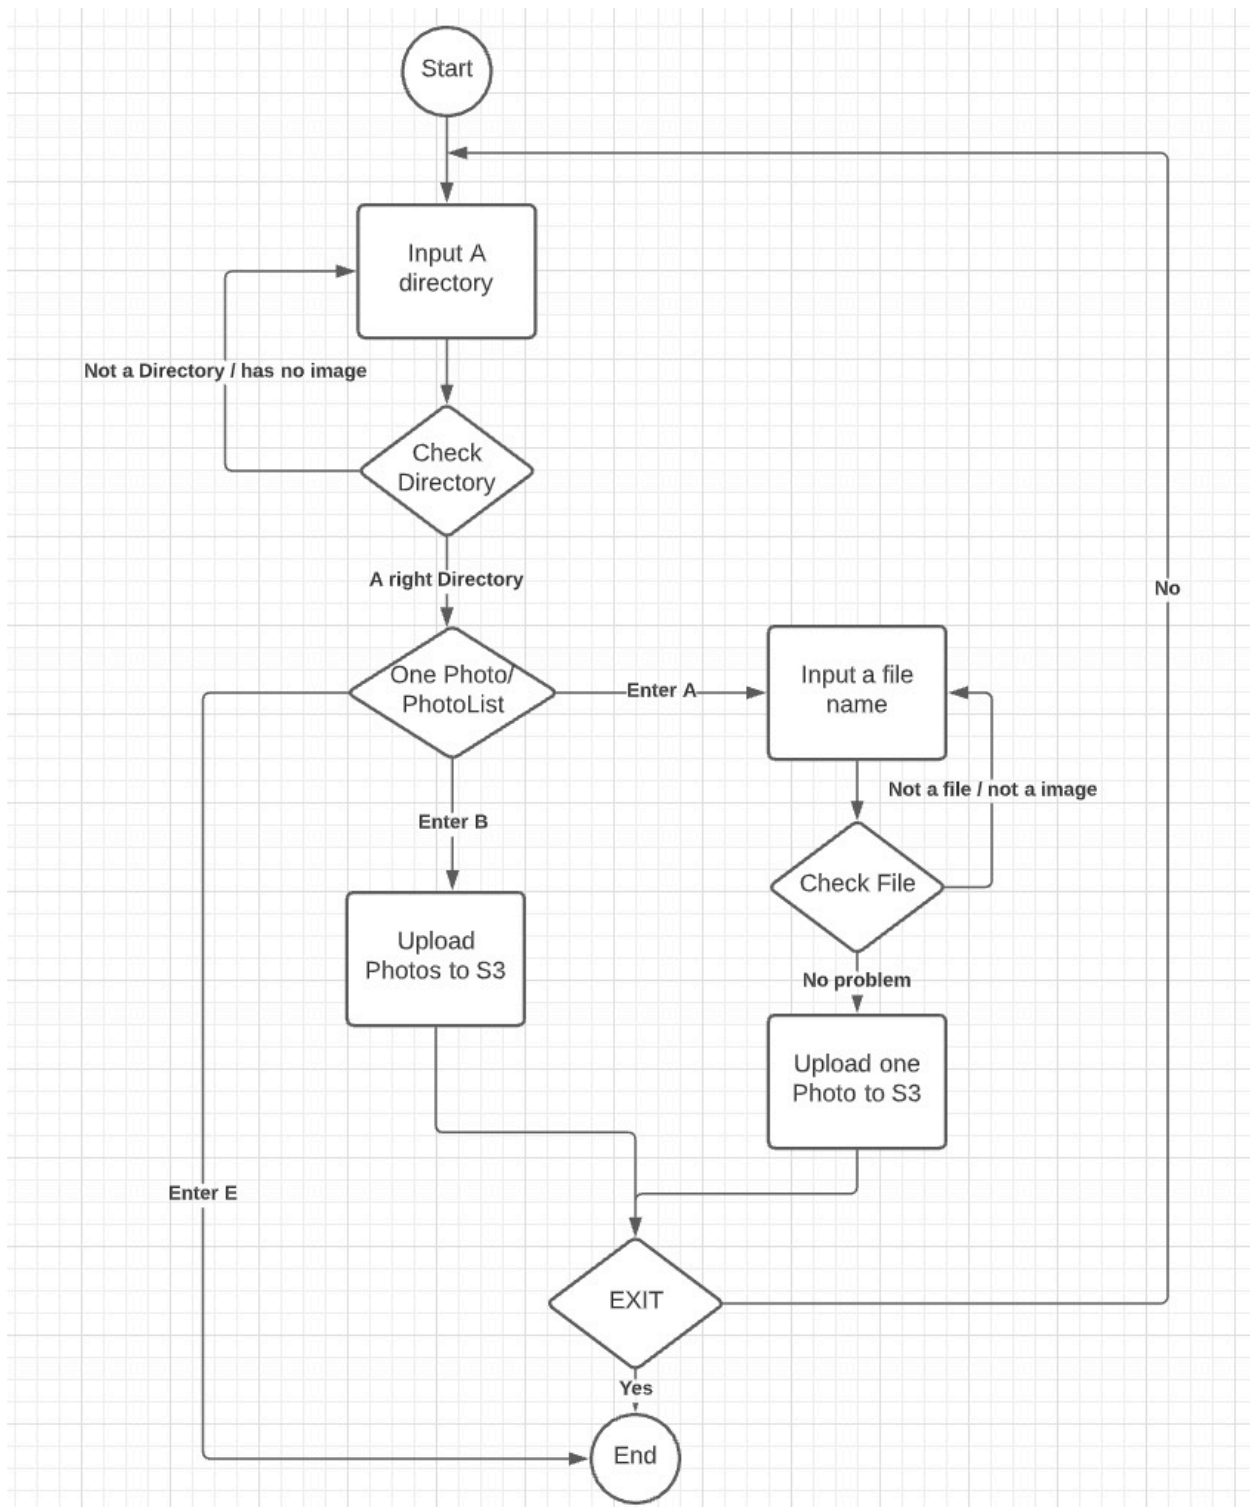 Start
Input A
directory
Not a Directory / has no image
Check
Directory
A right Directory
No
One Photo/
PhotoList
Enter A
Input a file
name
Not a file / not a image
Enter B
Check File
Upload
Photos to S3
No problem
Upload one
Photo to S3
Enter E
EXIT
Yes
End